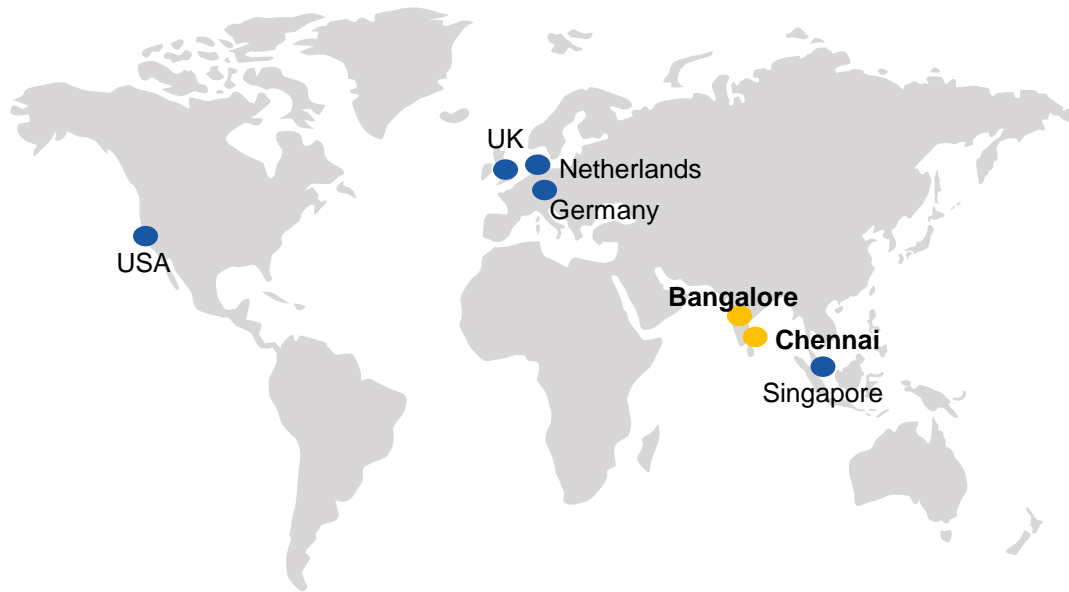 UK
Netherlands
Germany
USA
Bangalore
Chennai
Singapore